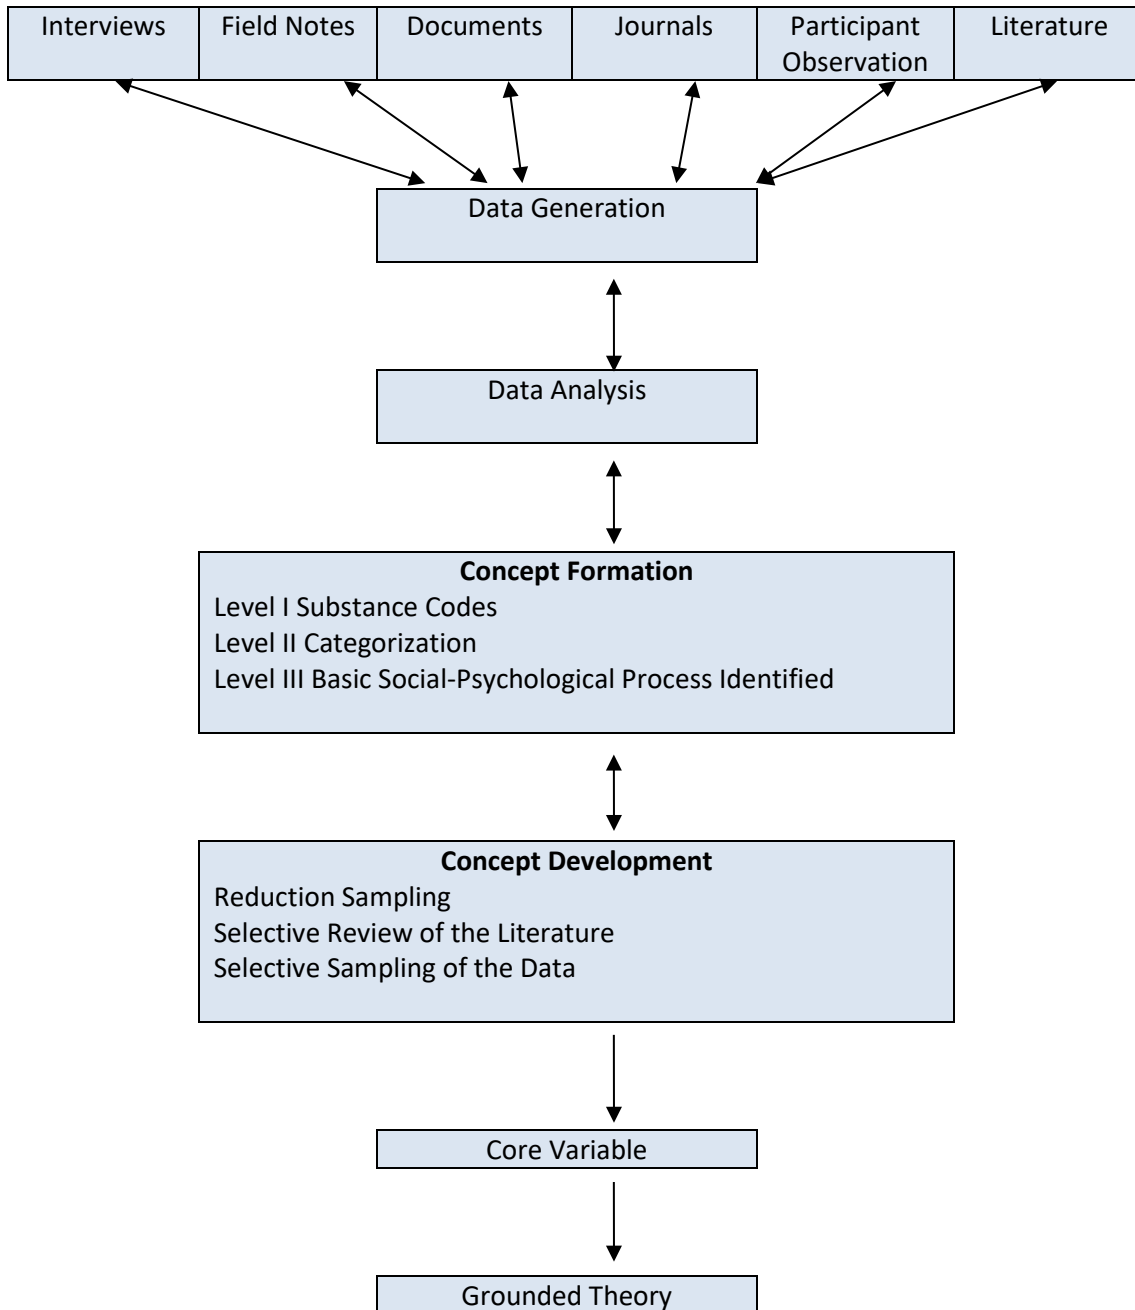 Interviews
Field Notes
Documents
Journals
Participant
Observation
Literature
Data Generation
Data Analysis
Concept Formation
Level I Substance Codes
Level II Categorization
Level III Basic Social-Psychological Process Identified
Concept Development
Reduction Sampling
Selective Review of the Literature
Selective Sampling of the Data
Core Variable
Grounded Theory